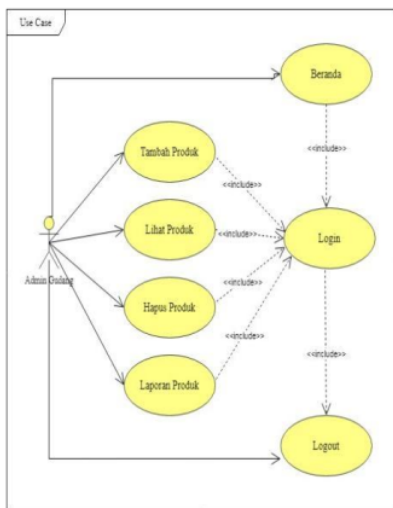 Use Case
Beranda
<<include>>
Tambah Produk
<<include>>
Lihat Produk
<<include>>
Login
Admin Gudang
Hapus Produk
<<include>>
<<include>>
<<include>>
Laporan Produk
Logout